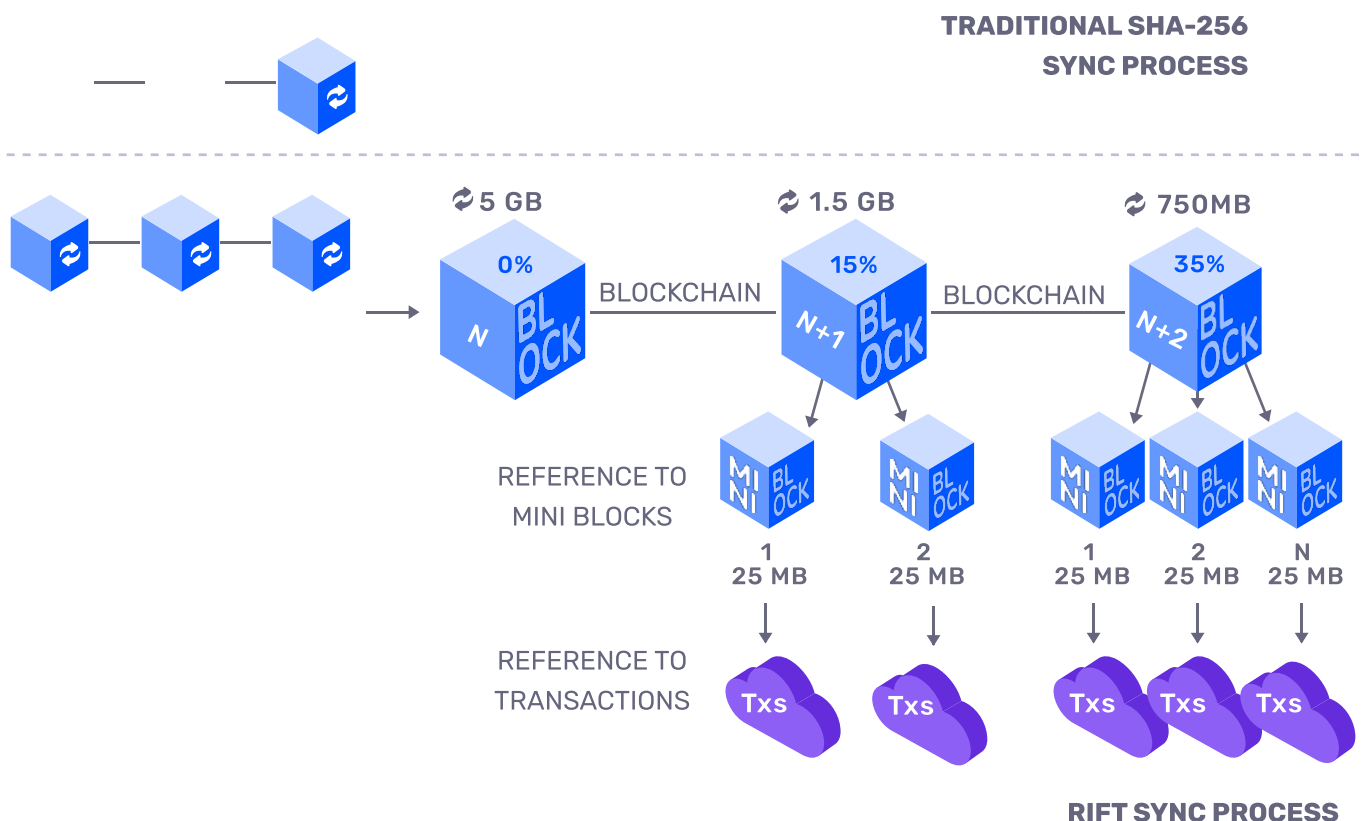 TRADITIONAL SHA-256
SYNC PROCESS
5 GB
1.5 GB
750MB
0%
15%
35%
N
BL
OCK
BLOCKCHAIN
N+1
BL
OCK
BLOCKCHAIN
N+2
BL
OCK
REFERENCE TO
MINI BLOCKS
MI
NI
BL
OCK
MI
NI
BL
OCK
MI
NI
BL
OCK
MI
NI
BL
OCK
MI
NI
BL
OCK
1
25 MB
2
25 MB
1
25 MB
2
25 MB
N
25 MB
REFERENCE TO
TRANSACTIONS
Txs
Txs
Txs
Txs
Txs
RIFT SYNC PROCESS